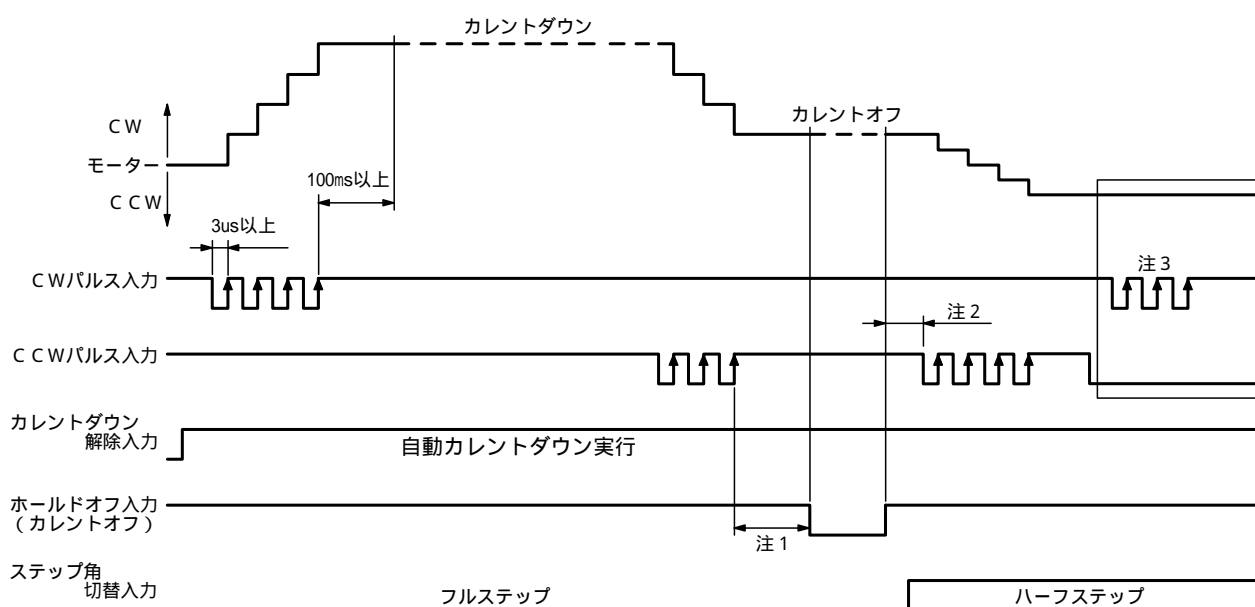 カレントダウン
カレントオフ
ＣＷ
モーター
ＣＣＷ
100ms以上
3us以上
ＣＷパルス入力
注３
注２
ＣＣＷパルス入力
カレントダウン
解除入力
自動カレントダウン実行
ホールドオフ入力
（カレントオフ）
注１
ステップ角
切替入力
フルステップ
ハーフステップ